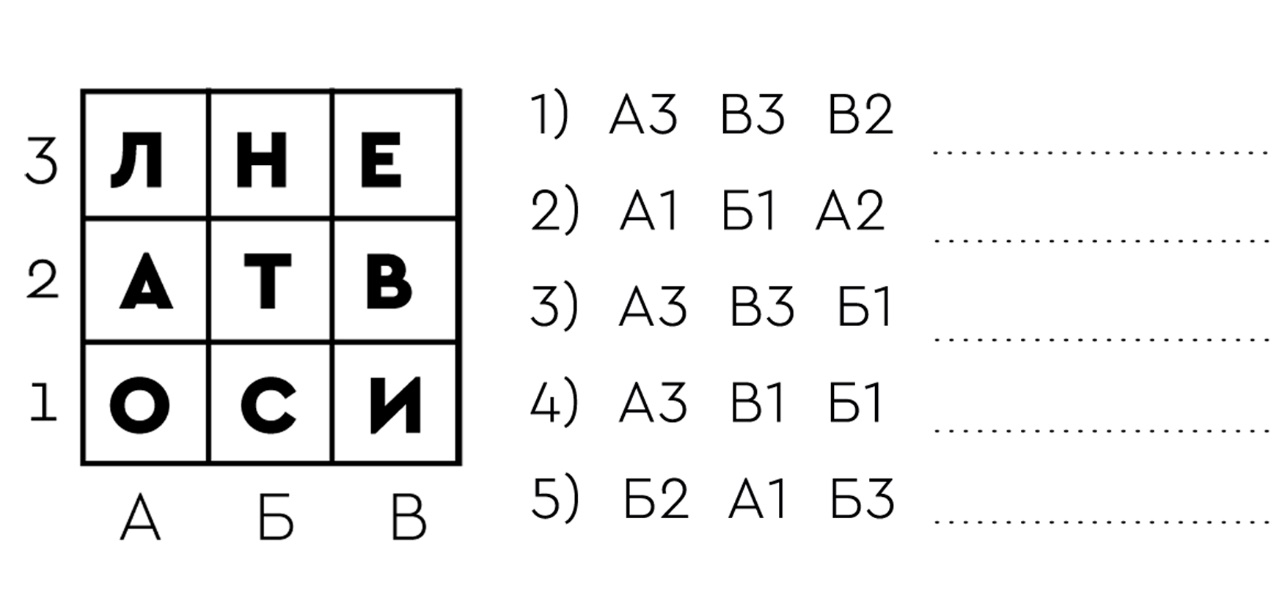 3 Л Н Е
2 А Т В
1 О С И
А Б В
1) А3 В3 В2
2) А1 Б1 А2
3) А3 В3 Б1
4) А3 В1 Б1
5) Б2 А1 Б3